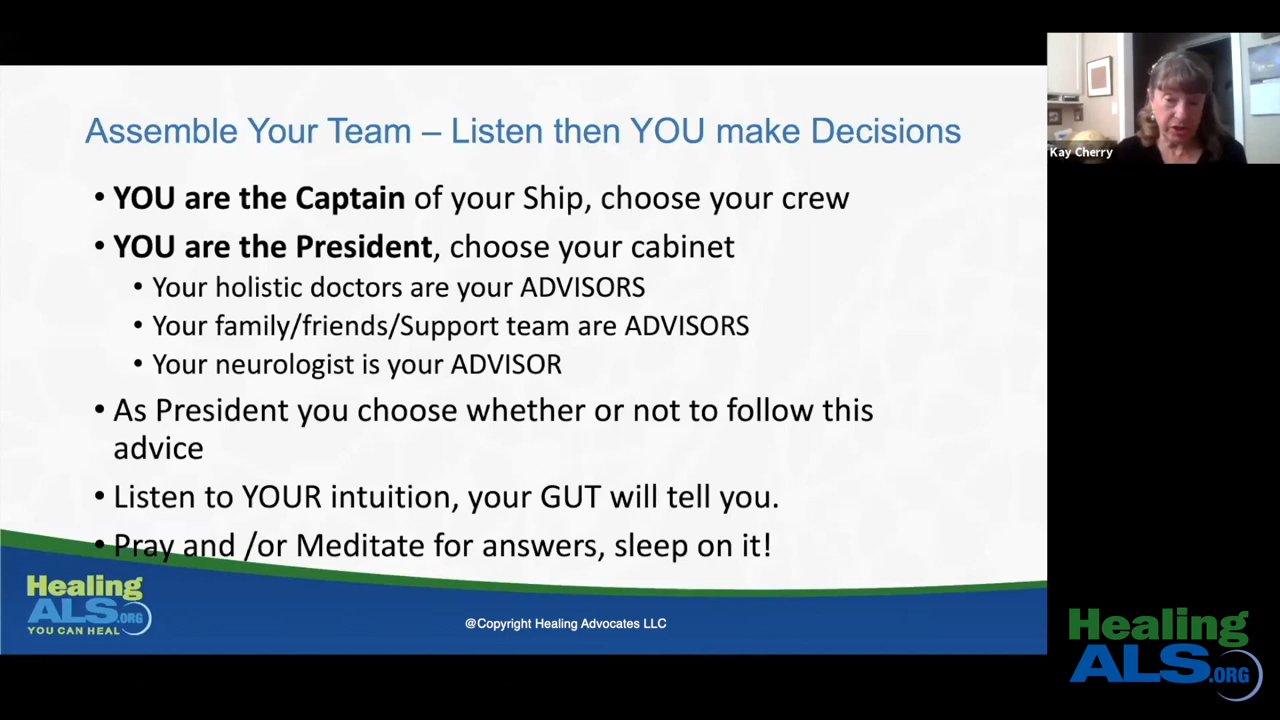 Assemble Your Team – Listen then YOU make Decisions
• YOU are the Captain of your Ship, choose your crew
• YOU are the President, choose your cabinet
• Your holistic doctors are your ADVISORS
• Your family/friends/Support team are ADVISORS
• Your neurologist is your ADVISOR
• As President you choose whether or not to follow this
advice
• Listen to YOUR intuition, your GUT will tell you.
• Pray and /or Meditate for answers, sleep on it!
Healing
ALS.ORG
YOU CAN HEAL
@Copyright Healing Advocates LLC
Kay Cherry
Healing
ALS.ORG